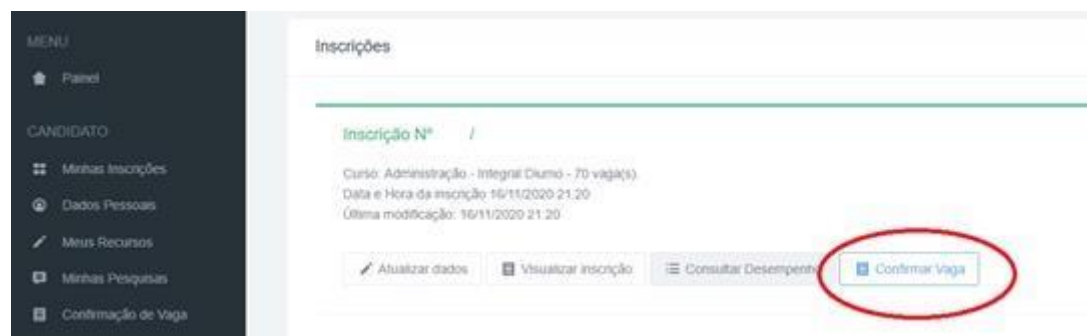 MENU
Painel
CANDIDATO
Minhas Inscrições
Dados Pessoais
Meus Recursos
Minhas Pesquisas
Confirmação de Vaga
Inscrições
Inscrição Nº /
Curso: Administração - Integral Diurno - 70 vaga(s).
Data e Hora da inscrição 16/11/2020 21:20
Última modificação: 16/11/2020 21:20
Atualizar dados Visualizar inscrição Consultar Desempenho Confirmar Vaga